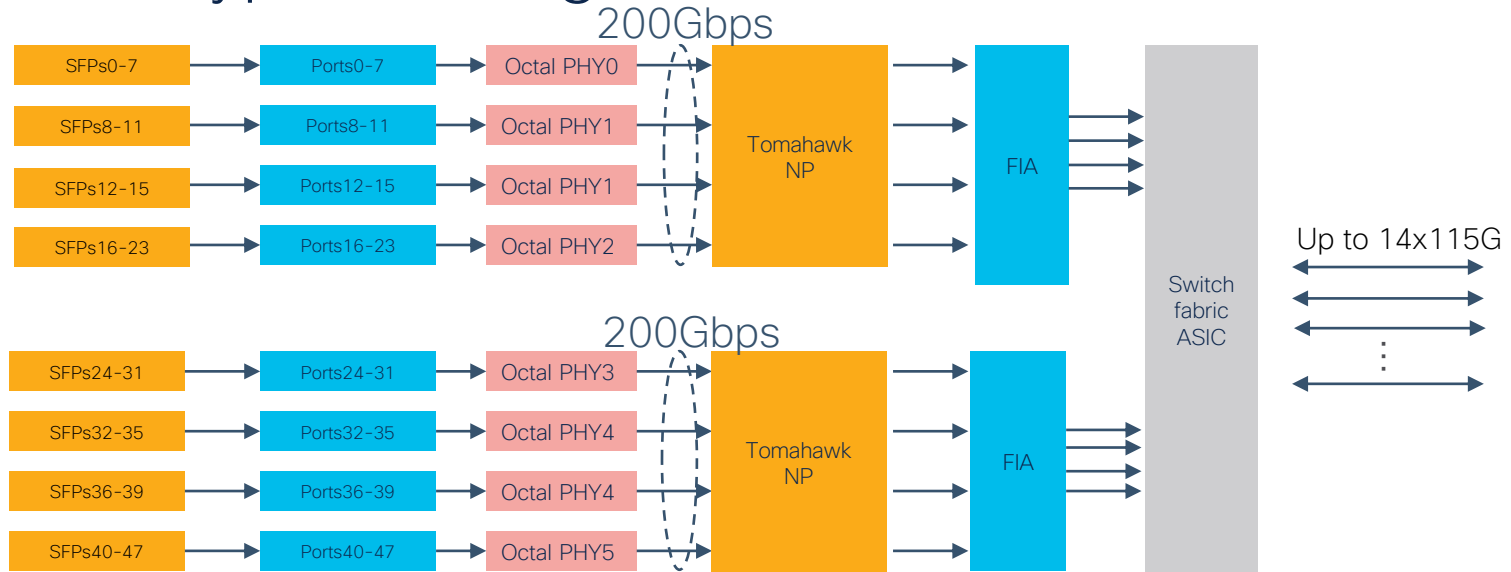 200Gbps
SFPs0-7
Ports0-7
Octal PHY0
SFPs8-11
Ports8-11
Octal PHY1
Tomahawk
NP
FIA
SFPs12-15
Ports12-15
Octal PHY1
SFPs16-23
Ports16-23
Octal PHY2
Up to 14x115G
Switch
fabric
ASIC
200Gbps
SFPs24-31
Ports24-31
Octal PHY3
SFPs32-35
Ports32-35
Octal PHY4
Tomahawk
NP
FIA
SFPs36-39
Ports36-39
Octal PHY4
SFPs40-47
Ports40-47
Octal PHY5